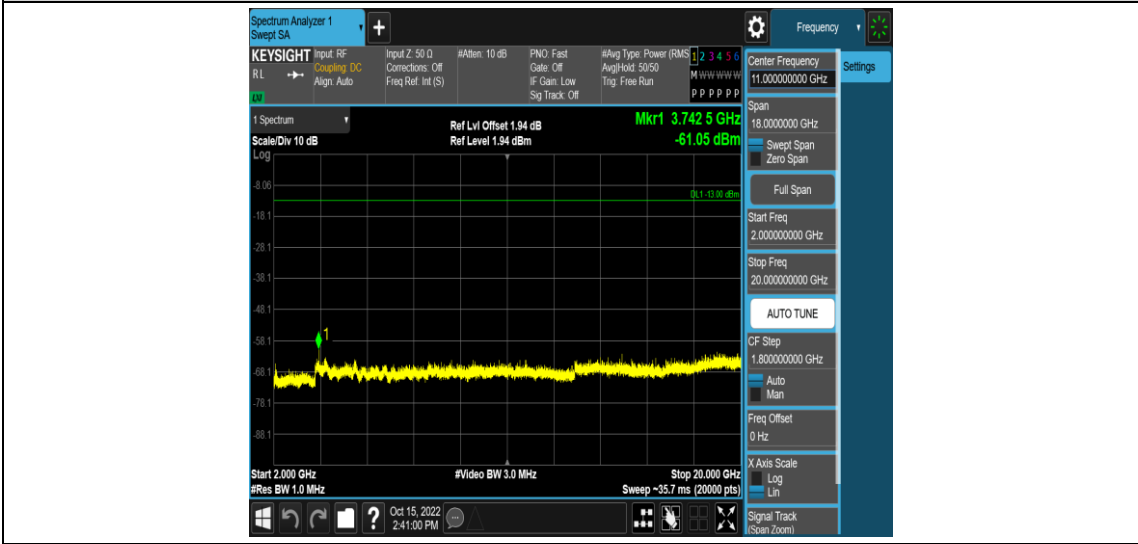 Spectrum Analyzer 1
Swept SA
+
Frequency
KEYSIGHT
RL
Input: RF
Coupling: DC
Align: Auto
Input Z: 50 Ω
Corrections: Off
Freq Ref: Int (S)
#Atten: 10 dB
PNO: Fast
Gate: Off
IF Gain: Low
Sig Track: Off
#Avg Type: Power (RMS
Avg|Hold: 50/50
Trig: Free Run
1 2 3 4 5 6
M W W W W W
P P P P P P
1 Spectrum
Scale/Div 10 dB
Log
Ref Lvl Offset 1.94 dB
Ref Level 1.94 dBm
Mkr1 3.742 5 GHz
-61.05 dBm
-8.06
DL1 -13.00 dBm
-18.1
-28.1
-38.1
-48.1
1
-58.1
-68.1
-78.1
-88.1
Start 2.000 GHz
#Res BW 1.0 MHz
#Video BW 3.0 MHz
Stop 20.000 GHz
Sweep ~35.7 ms (20000 pts)
?
Oct 15, 2022
2:41:00 PM
Center Frequency
11.000000000 GHz
Settings
Span
18.0000000 GHz
Swept Span
Zero Span
Full Span
Start Freq
2.000000000 GHz
Stop Freq
20.000000000 GHz
AUTO TUNE
CF Step
1.800000000 GHz
Auto
Man
Freq Offset
0 Hz
X Axis Scale
Log
Lin
Signal Track
(Span Zoom)